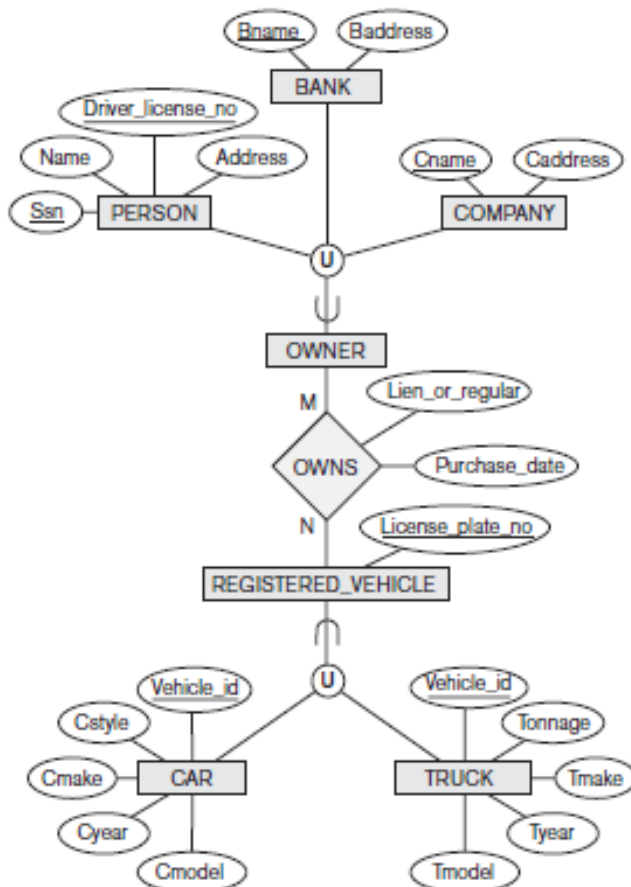 Bname Baddress
BANK
Driver_license_no
Name Address Cname Caddress
Ssn PERSON COMPANY
U
OWNER
M Lien_or_regular
OWNS Purchase_date
N License_plate_no
REGISTERED_VEHICLE
U
Vehicle_id Vehicle_id
Cstyle Tonnage
Cmake CAR TRUCK Tmake
Cyear Tyear
Cmodel Tmodel